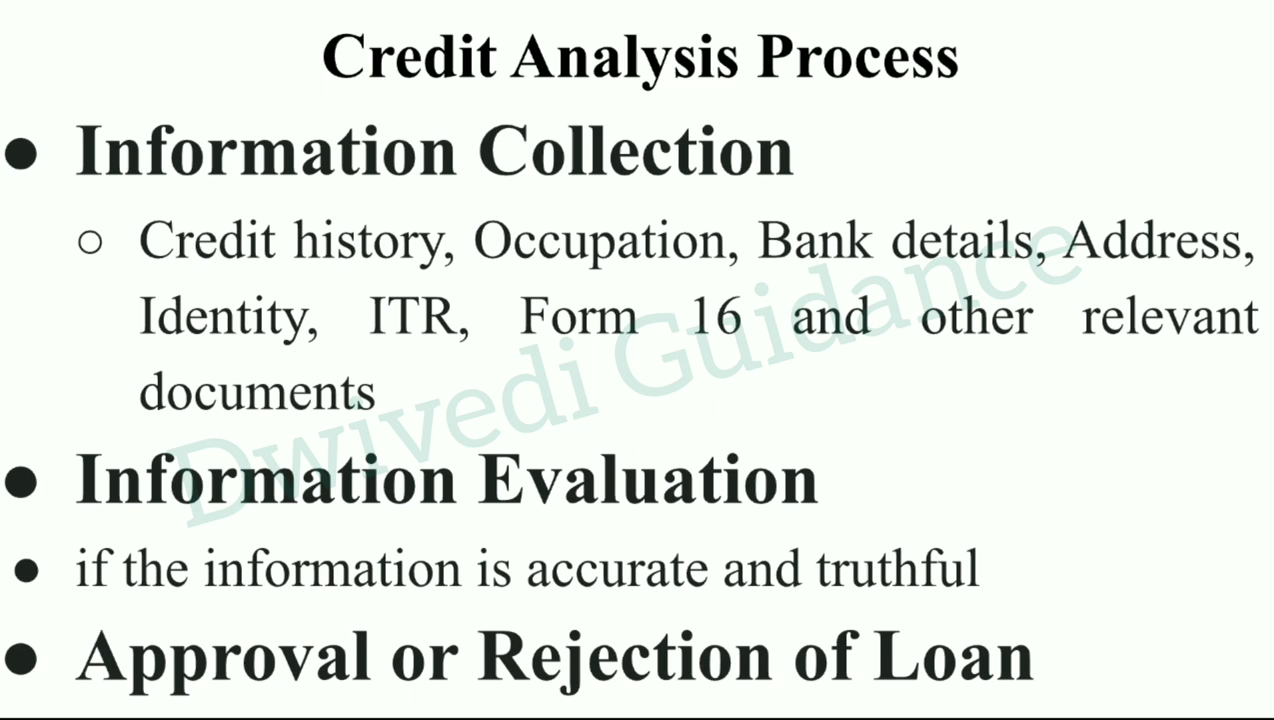 Credit Analysis Process
● Information Collection
○ Credit history, Occupation, Bank details, Address,
Identity, ITR, Form 16 and other relevant
documents
Dwivedi Guidance
● Information Evaluation
● if the information is accurate and truthful
● Approval or Rejection of Loan